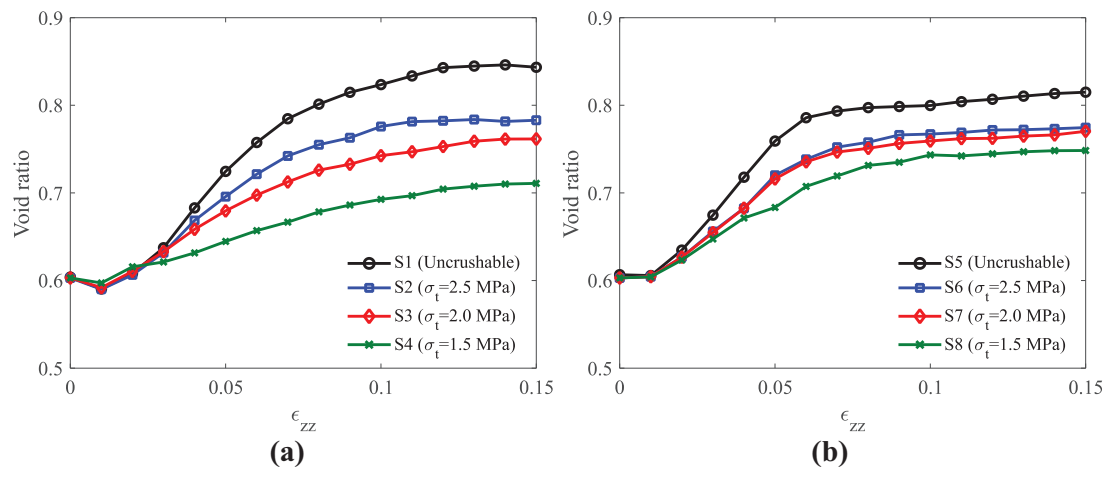 0.9
0.8
0.7
0.6
0.5
Void ratio
S1 (Uncrushable)
S2 (σt=2.5 MPa)
S3 (σt=2.0 MPa)
S4 (σt=1.5 MPa)
0 0.05 0.1 0.15
ϵzz
(a)
0.9
0.8
0.7
0.6
0.5
Void ratio
S5 (Uncrushable)
S6 (σt=2.5 MPa)
S7 (σt=2.0 MPa)
S8 (σt=1.5 MPa)
0 0.05 0.1 0.15
ϵzz
(b)